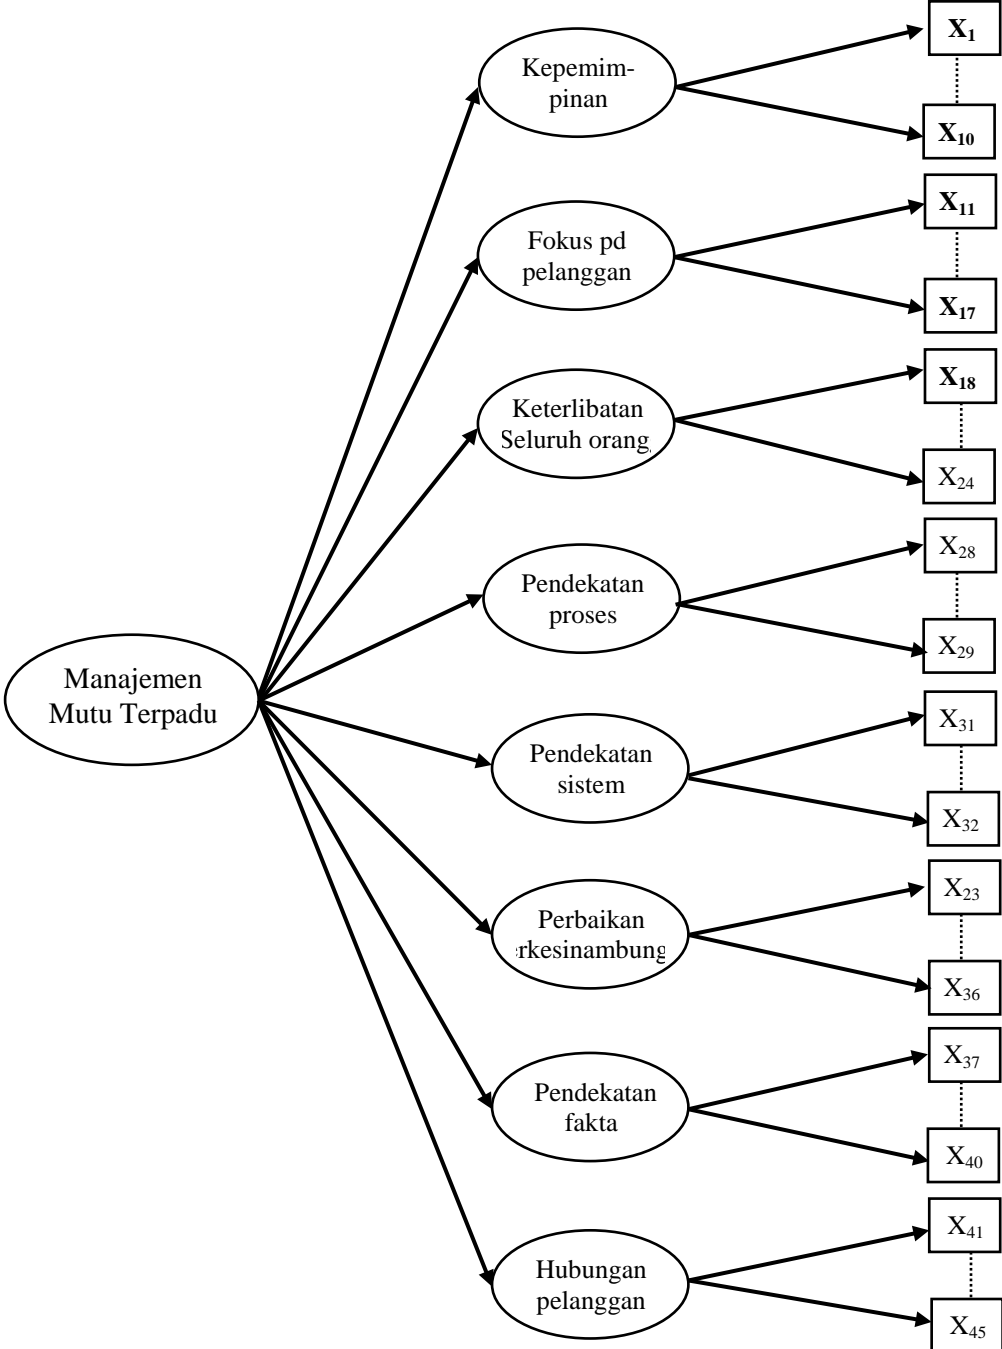 X1
Kepemim-
pinan
X10
X11
Fokus pd
pelanggan
X17
X18
Keterlibatan
Seluruh orang
X24
X28
Pendekatan
proses
X29
Manajemen
Mutu Terpadu
X31
Pendekatan
sistem
X32
X23
Perbaikan
rkesinambung
X36
X37
Pendekatan
fakta
X40
X41
Hubungan
pelanggan
X45